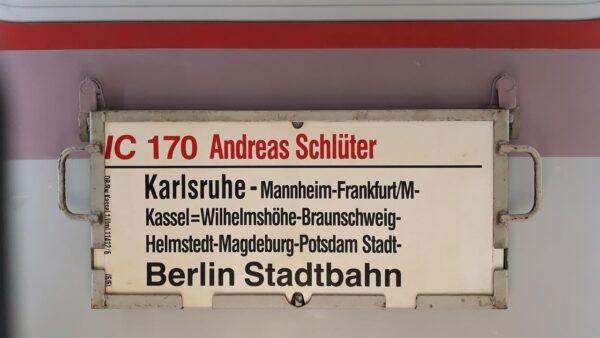 IC 170 Andreas Schlüter
Karlsruhe - Mannheim-Frankfurt/M-
Kassel=Wilhelmshöhe-Braunschweig-
Helmstedt-Magdeburg-Potsdam Stadt-
Berlin Stadtbahn